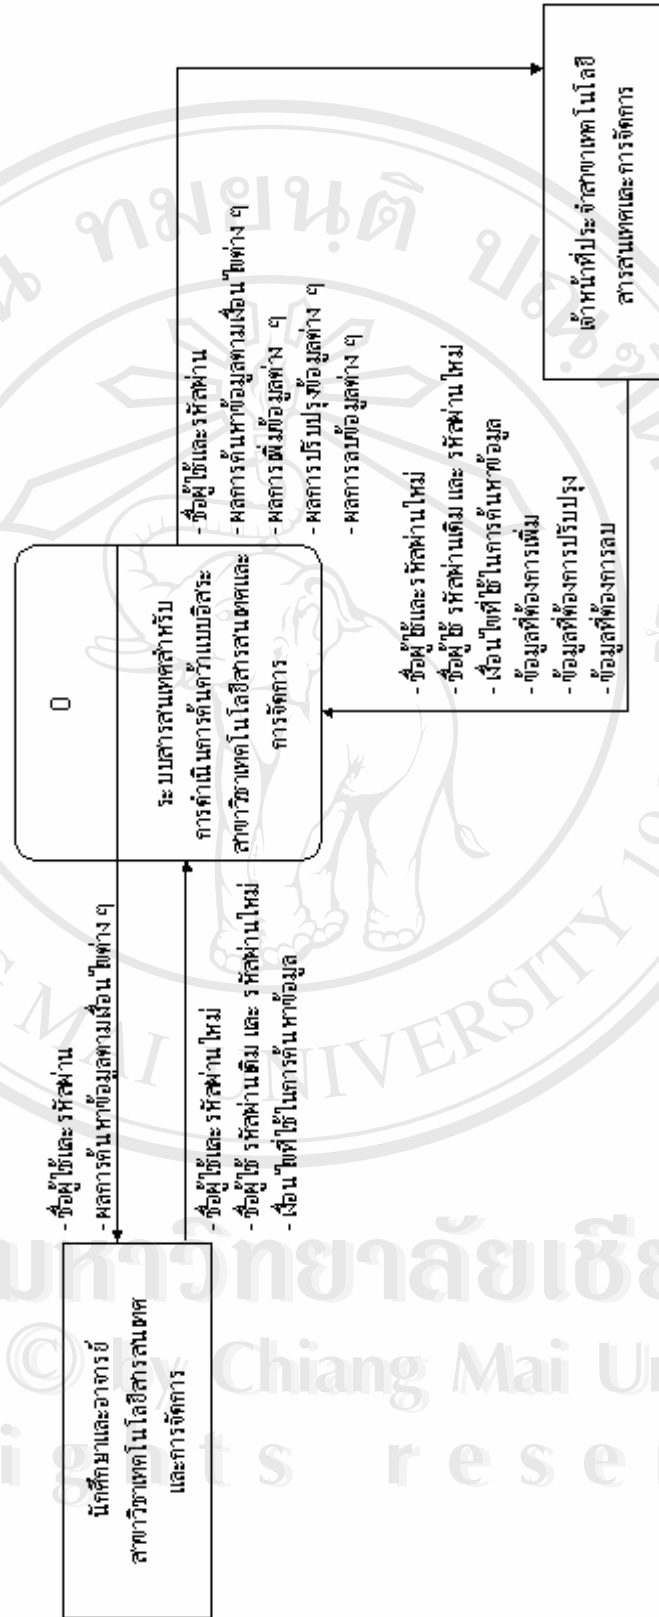 นักศึกษาและอาจารย์
สาขาวิชาเทคโนโลยีสารสนเทศ
และการจัดการ
- ชื่อผู้ใช้และรหัสผ่าน
- ผลการค้นหาข้อมูลตามเงื่อนไขต่าง ๆ
- ชื่อผู้ใช้และรหัสผ่านใหม่
- ชื่อผู้ใช้ รหัสผ่านเดิม และ รหัสผ่านใหม่
- เงื่อนไขที่ใช้ในการค้นหาข้อมูล
0
ระบบสารสนเทศสำหรับ
การดำเนินการค้นคว้าแบบอิสระ
สาขาวิชาเทคโนโลยีสารสนเทศและ
การจัดการ
- ชื่อผู้ใช้และรหัสผ่าน
- ผลการค้นหาข้อมูลตามเงื่อนไขต่าง ๆ
- ผลการเพิ่มข้อมูลต่าง ๆ
- ผลการปรับปรุงข้อมูลต่าง ๆ
- ผลการลบข้อมูลต่าง ๆ
- ชื่อผู้ใช้และรหัสผ่านใหม่
- ชื่อผู้ใช้ รหัสผ่านเดิม และ รหัสผ่านใหม่
- เงื่อนไขที่ใช้ในการค้นหาข้อมูล
- ข้อมูลที่ต้องการเพิ่ม
- ข้อมูลที่ต้องการปรับปรุง
- ข้อมูลที่ต้องการลบ
เจ้าหน้าที่ประจำสาขาเทคโนโลยี
สารสนเทศและการจัดการ
มหาวิทยาลัยเชีย
© by Chiang Mai Un
ights reser
MAI UNIVERSITY